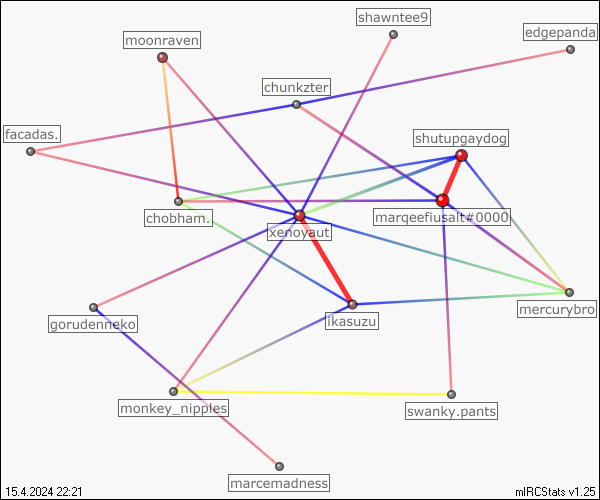 shawntee9
edgepanda
moonraven
chunkzter
facadas.
shutupgaydog
chobham.
marqeefiusalt#0000
xenoyaut
mercurybro
ikasuzu
gorudenneko
monkey_nipples
swanky.pants
marcemadness
15.4.2024 22:21
mIRCStats v1.25